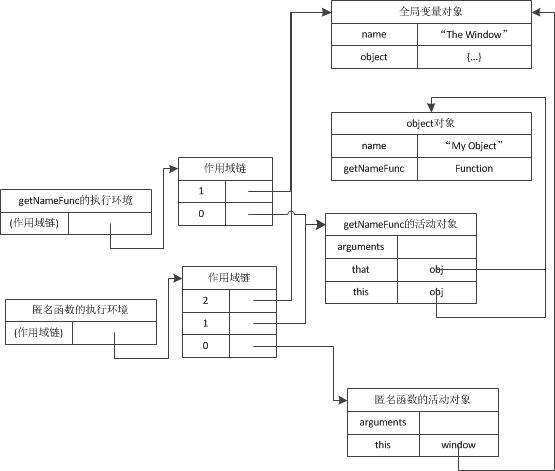 全局变量对象
name “The Window”
object {...}
object对象
name “My Object”
getNameFunc Function
作用域链
1
0
getNameFunc的执行环境
(作用域链)
getNameFunc的活动对象
arguments
that obj
this obj
作用域链
2
1
0
匿名函数的执行环境
(作用域链)
匿名函数的活动对象
arguments
this window